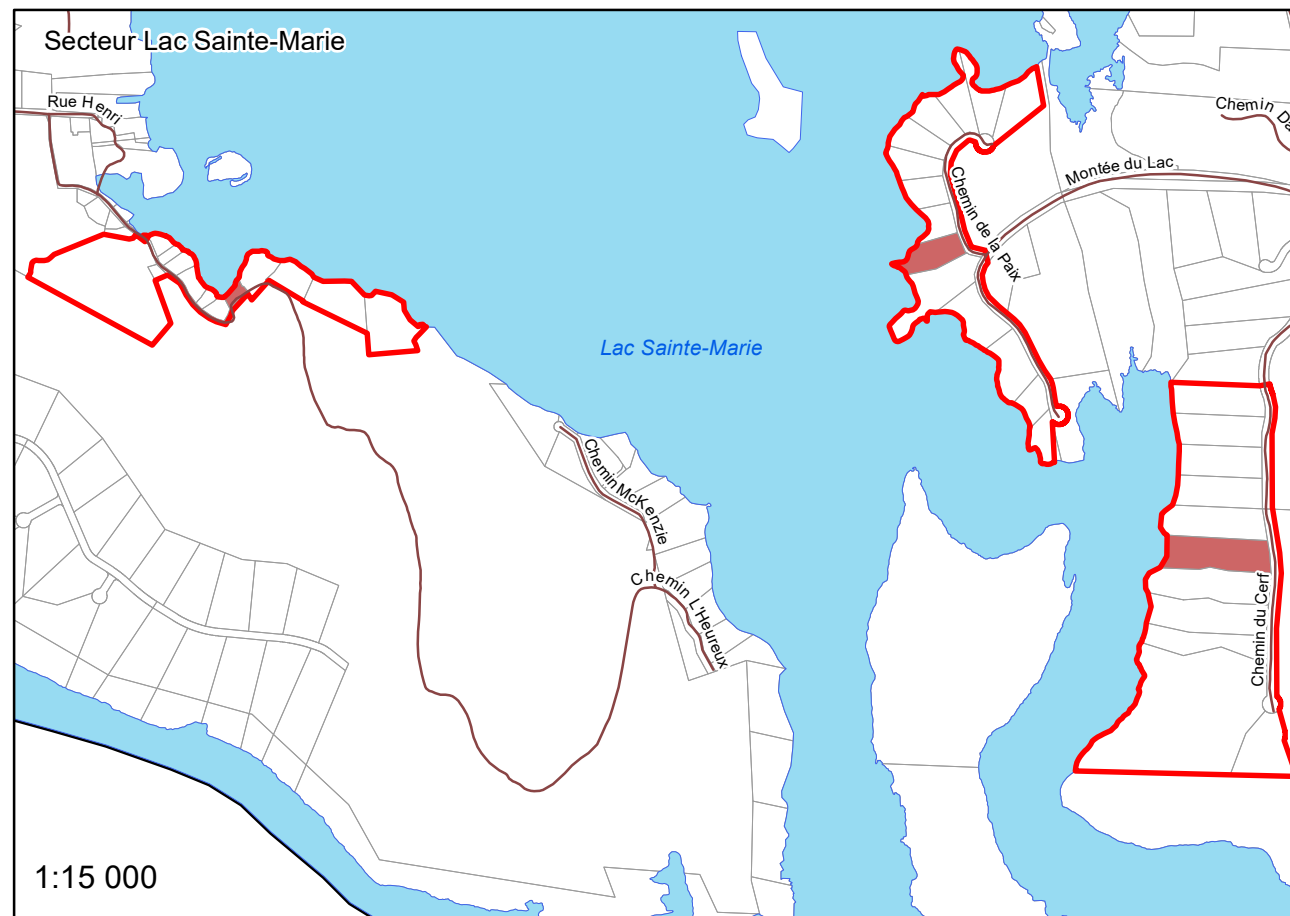 Secteur Lac Sainte-Marie
Rue Henri
Chemin Da
Montée du Lac
Chemin de la Paix
Lac Sainte-Marie
Chemin McKenzie
Chemin L'Heureux
Chemin du Cerf
1:15 000